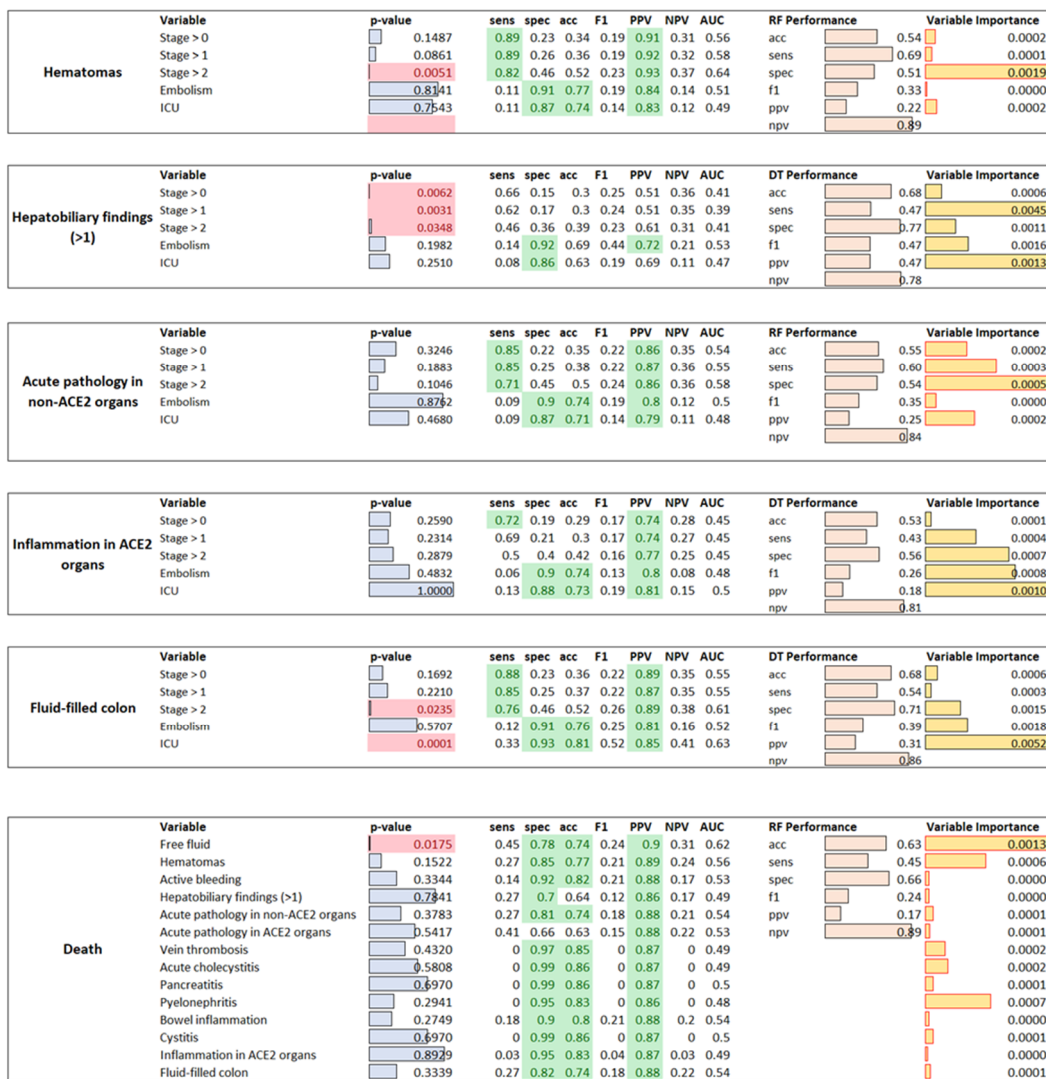 Variable p-value sens spec acc F1 PPV NPV AUC RF Performance Variable Importance
Stage > 0 0.1487 0.89 0.23 0.34 0.19 0.91 0.31 0.56 acc 0.54 0.0002
Stage > 1 0.0861 0.89 0.26 0.36 0.19 0.92 0.32 0.58 sens 0.69 0.0001
Hematomas Stage > 2 0.0051 0.82 0.46 0.52 0.23 0.93 0.37 0.64 spec 0.51 0.0019
Embolism 0.8141 0.11 0.91 0.77 0.19 0.84 0.14 0.51 f1 0.33 0.0000
ICU 0.7543 0.11 0.87 0.74 0.14 0.83 0.12 0.49 ppv 0.22 0.0002
npv 0.89
Variable p-value sens spec acc F1 PPV NPV AUC DT Performance Variable Importance
Stage > 0 0.0062 0.66 0.15 0.3 0.25 0.51 0.36 0.41 acc 0.68 0.0006
Hepatobiliary findings Stage > 1 0.0031 0.62 0.17 0.3 0.24 0.51 0.35 0.39 sens 0.47 0.0045
(>1) Stage > 2 0.0348 0.46 0.36 0.39 0.23 0.61 0.31 0.41 spec 0.77 0.0011
Embolism 0.1982 0.14 0.92 0.69 0.44 0.72 0.21 0.53 f1 0.47 0.0016
ICU 0.2510 0.08 0.86 0.63 0.19 0.69 0.11 0.47 ppv 0.47 0.0013
npv 0.78
Variable p-value sens spec acc F1 PPV NPV AUC RF Performance Variable Importance
Stage > 0 0.3246 0.85 0.22 0.35 0.22 0.86 0.35 0.54 acc 0.55 0.0002
Stage > 1 0.1883 0.85 0.25 0.38 0.22 0.87 0.36 0.55 sens 0.60 0.0003
Acute pathology in Stage > 2 0.1046 0.71 0.45 0.5 0.24 0.86 0.36 0.58 spec 0.54 0.0005
non-ACE2 organs Embolism 0.8762 0.09 0.9 0.74 0.19 0.8 0.12 0.5 f1 0.35 0.0000
ICU 0.4680 0.09 0.87 0.71 0.14 0.79 0.11 0.48 ppv 0.25 0.0002
npv 0.84
Variable p-value sens spec acc F1 PPV NPV AUC DT Performance Variable Importance
Stage > 0 0.2590 0.72 0.19 0.29 0.17 0.74 0.28 0.45 acc 0.53 0.0001
Inflammation in ACE2 Stage > 1 0.2314 0.69 0.21 0.3 0.17 0.74 0.27 0.45 sens 0.43 0.0004
organs Stage > 2 0.2879 0.5 0.4 0.42 0.16 0.77 0.25 0.45 spec 0.56 0.0007
Embolism 0.4832 0.06 0.9 0.74 0.13 0.8 0.08 0.48 f1 0.26 0.0008
ICU 1.0000 0.13 0.88 0.73 0.19 0.81 0.15 0.5 ppv 0.18 0.0010
npv 0.81
Variable p-value sens spec acc F1 PPV NPV AUC DT Performance Variable Importance
Stage > 0 0.1692 0.88 0.23 0.36 0.22 0.89 0.35 0.55 acc 0.68 0.0006
Stage > 1 0.2210 0.85 0.25 0.37 0.22 0.87 0.35 0.55 sens 0.54 0.0003
Fluid-filled colon Stage > 2 0.0235 0.76 0.46 0.52 0.26 0.89 0.38 0.61 spec 0.71 0.0015
Embolism 0.5707 0.12 0.91 0.76 0.25 0.81 0.16 0.52 f1 0.39 0.0018
ICU 0.0001 0.33 0.93 0.81 0.52 0.85 0.41 0.63 ppv 0.31 0.0052
npv 0.86
Variable p-value sens spec acc F1 PPV NPV AUC RF Performance Variable Importance
Free fluid 0.0175 0.45 0.78 0.74 0.24 0.9 0.31 0.62 acc 0.63 0.0013
Hematomas 0.1522 0.27 0.85 0.77 0.21 0.89 0.24 0.56 sens 0.45 0.0006
Active bleeding 0.3344 0.14 0.92 0.82 0.21 0.88 0.17 0.53 spec 0.66 0.0000
Hepatobiliary findings (>1) 0.7841 0.27 0.7 0.64 0.12 0.86 0.17 0.49 f1 0.24 0.0000
Acute pathology in non-ACE2 organs 0.3783 0.27 0.81 0.74 0.18 0.88 0.21 0.54 ppv 0.17 0.0001
Acute pathology in ACE2 organs 0.5417 0.41 0.66 0.63 0.15 0.88 0.22 0.53 npv 0.89 0.0001
Death Vein thrombosis 0.4320 0 0.97 0.85 0 0.87 0 0.49 0.0002
Acute cholecystitis 0.5808 0 0.99 0.86 0 0.87 0 0.49 0.0002
Pancreatitis 0.6970 0 0.99 0.86 0 0.87 0 0.5 0.0001
Pyelonephritis 0.2941 0 0.95 0.83 0 0.86 0 0.48 0.0007
Bowel inflammation 0.2749 0.18 0.9 0.8 0.21 0.88 0.2 0.54 0.0000
Cystitis 0.6970 0 0.99 0.86 0 0.87 0 0.5 0.0001
Inflammation in ACE2 organs 0.8929 0.03 0.95 0.83 0.04 0.87 0.03 0.49 0.0000
Fluid-filled colon 0.3339 0.27 0.82 0.74 0.18 0.88 0.22 0.54 0.0001